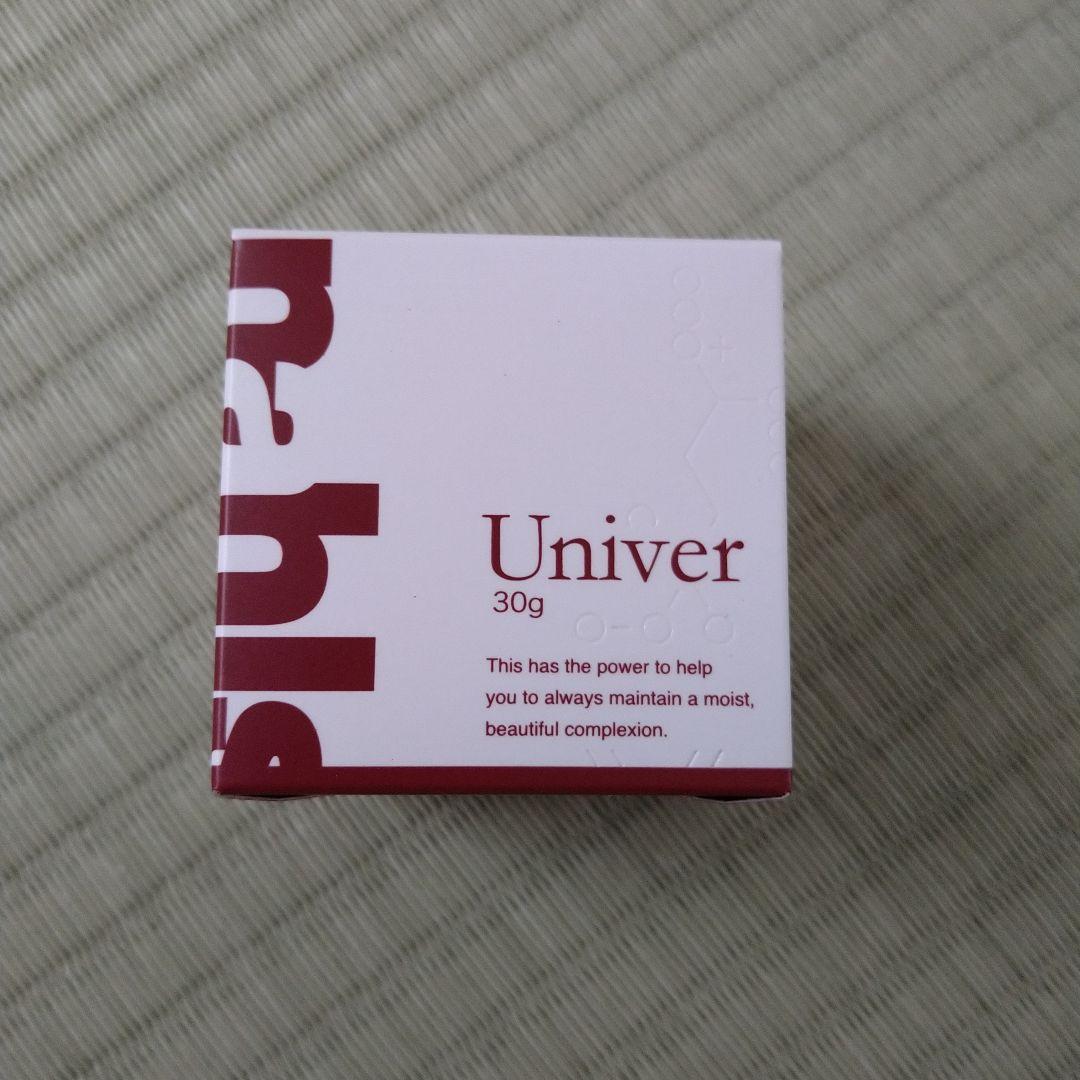 Univer
30g
This has the power to help
you to always maintain a moist,
beautiful complexion.